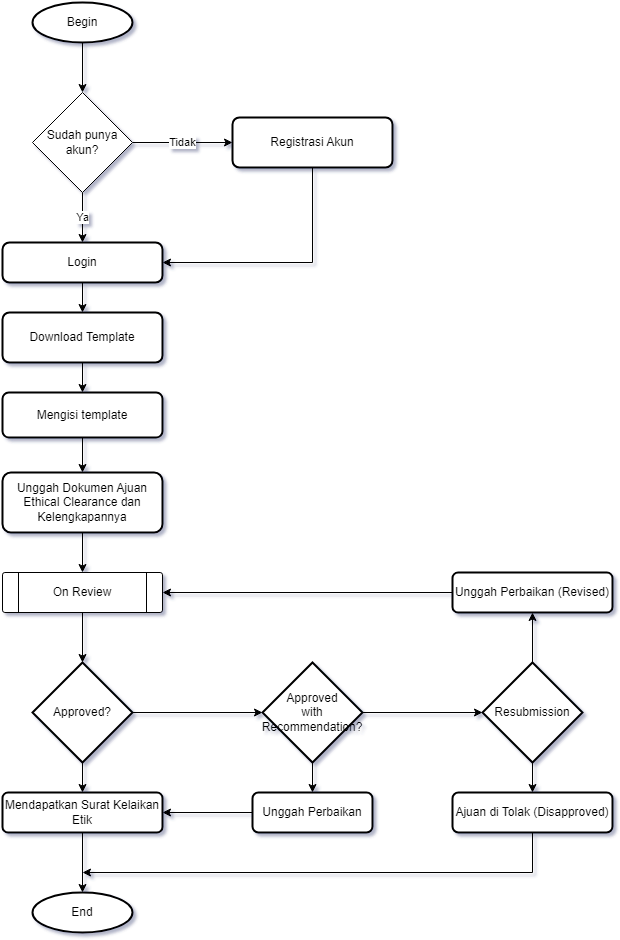 Begin
Sudah punya
akun?
Tidak
Registrasi Akun
Ya
Login
Download Template
Mengisi template
Unggah Dokumen Ajuan
Ethical Clearance dan
Kelengkapannya
On Review
Unggah Perbaikan (Revised)
Approved?
Approved
with
Recommendation?
Resubmission
Mendapatkan Surat Kelaikan
Etik
Unggah Perbaikan
Ajuan di Tolak (Disapproved)
End